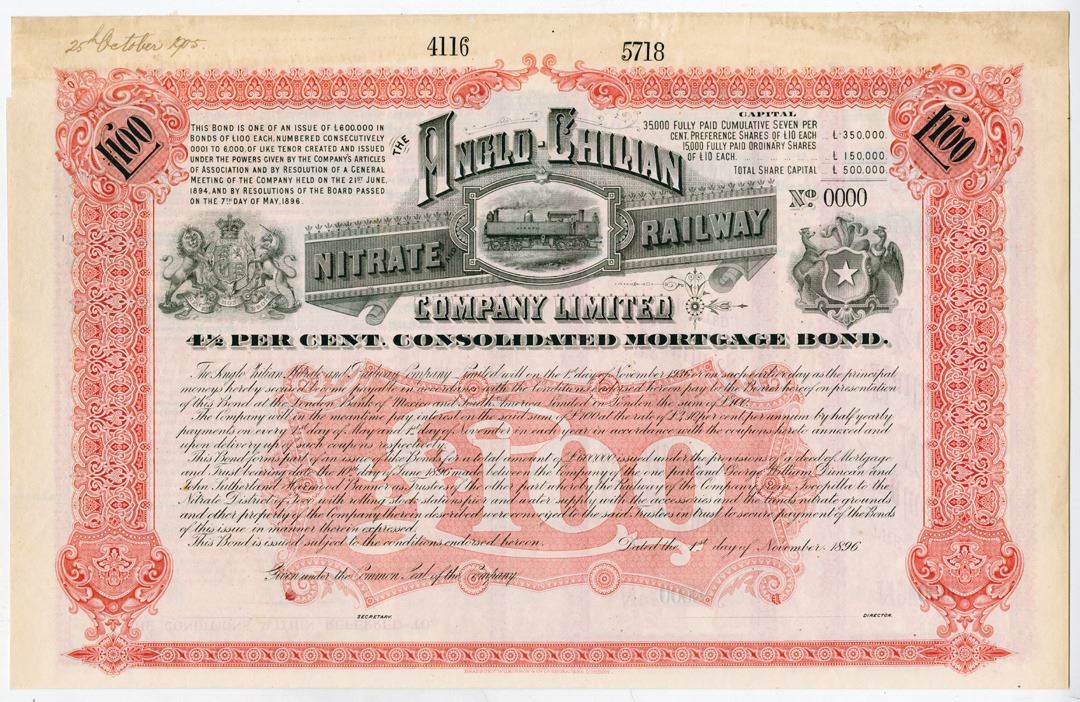 25th October 1905.
4116 5718
£100
THIS BOND IS ONE OF AN ISSUE OF £600,000 IN
BONDS OF £100 EACH, NUMBERED CONSECUTIVELY
0001 TO 6,000, OF LIKE TENOR CREATED AND ISSUED
UNDER THE POWERS GIVEN BY THE COMPANY'S ARTICLES
OF ASSOCIATION AND BY RESOLUTION OF A GENERAL
MEETING OF THE COMPANY HELD ON THE 21ST JUNE,
1894, AND BY RESOLUTIONS OF THE BOARD PASSED
ON THE 7TH DAY OF MAY, 1896.
THE
ANGLO-CHILIAN
NITRATE RAILWAY
COMPANY LIMITED
CAPITAL
35,000 FULLY PAID CUMULATIVE SEVEN PER
CENT. PREFERENCE SHARES OF £10 EACH £ 350,000.
15,000 FULLY PAID ORDINARY SHARES
OF £10 EACH. £ 150,000.
TOTAL SHARE CAPITAL £ 500,000.
£100
No. 0000
4½ PER CENT. CONSOLIDATED MORTGAGE BOND.
The Anglo Chilian Nitrate and Railway Company Limited will on the 1st day of November 1926 or on such earlier day as the principal
moneys hereby secured become payable in accordance with the Conditions endorsed hereon pay to the Bearer hereof on presentation
of this Bond at the London Bank of Mexico and South America Limited in London the sum of £100.
The Company will in the meantime pay interest on the said sum of £100 at the rate of £4.10/ per cent per annum by half yearly
payments on every 1st day of May and 1st day of November in each year in accordance with the coupons hereto annexed and
upon delivery up of such coupons respectively.
This Bond forms part of an issue of like Bonds for a total amount of £600,000 issued under the provisions of a deed of Mortgage
and Trust bearing date the 10th day of June 1896 made between the Company of the one part and George William Duncan and
John Sutherland Harmood Banner of the other part whereby the Railway of the Company from Tocopilla to the
Nitrate District of Toco with rolling stock stations plant and water supply with the accessories and the lands nitrate grounds
and other property of the Company therein described were conveyed to the said Trustees in trust to secure payment of the Bonds
of this issue in manner therein expressed.
This Bond is issued subject to the conditions endorsed hereon.
Dated the 1st day of November 1896
£100
Given under the Common Seal of the Company
SECRETARY. DIRECTOR.